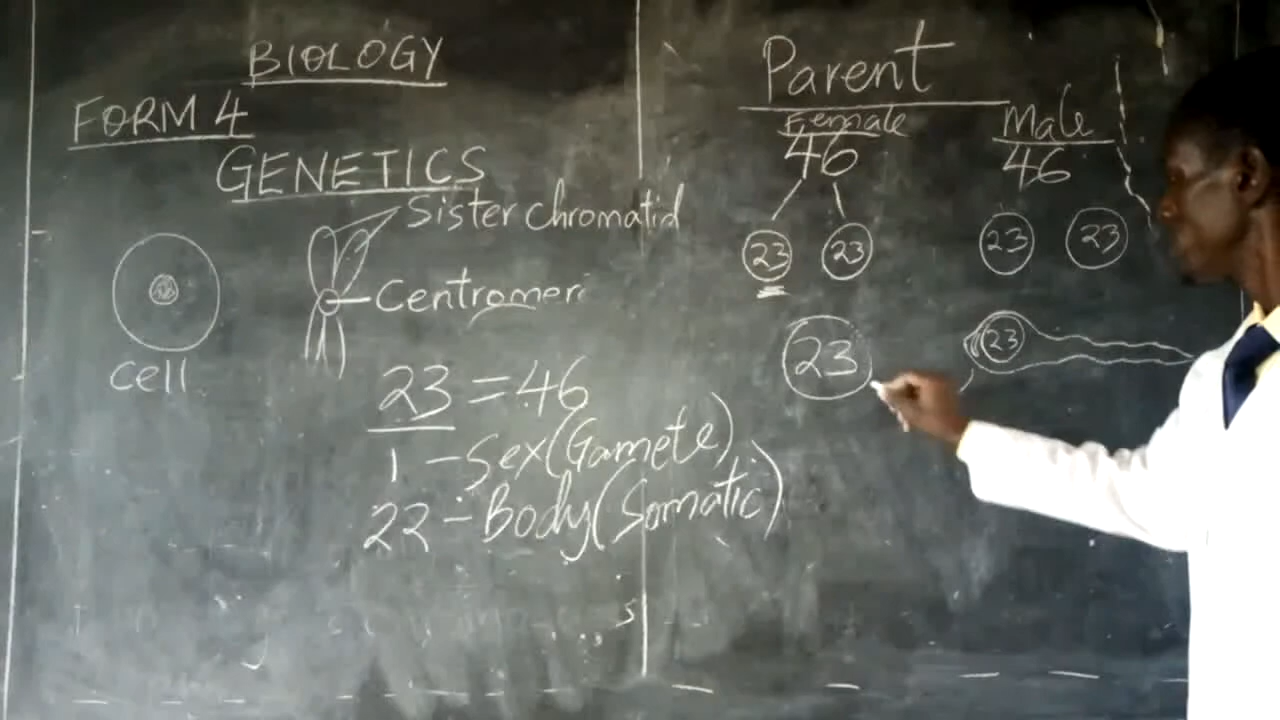 BIOLOGY
FORM 4
GENETICS
Sister chromatid
Centromer
cell
23 = 46
1 - Sex (Gamete)
22 - Body (Somatic)
Parent
Female Male
46 46
23 23 23 23
23 23